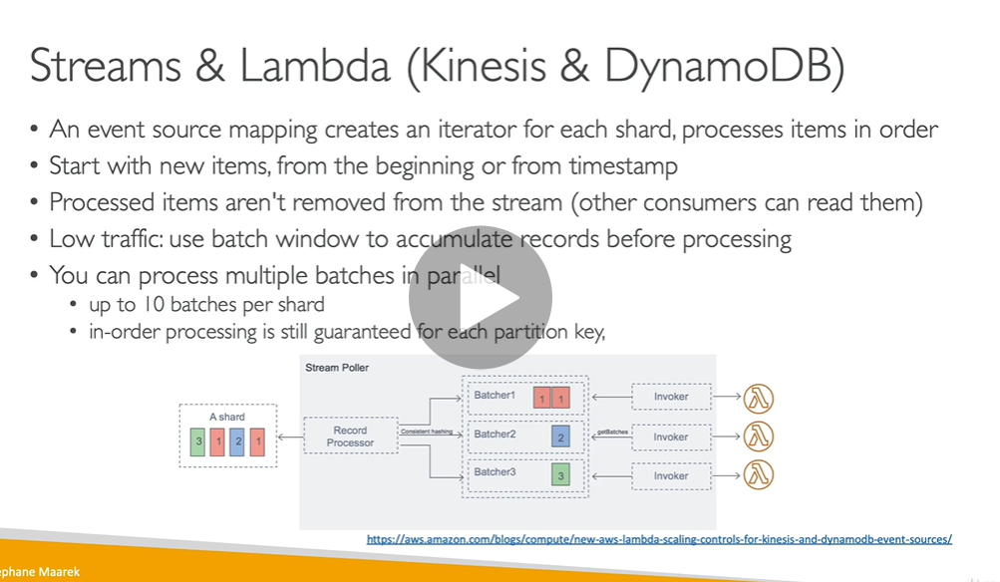 Streams & Lambda (Kinesis & DynamoDB)
• An event source mapping creates an iterator for each shard, processes items in order
• Start with new items, from the beginning or from timestamp
• Processed items aren't removed from the stream (other consumers can read them)
• Low traffic: use batch window to accumulate records before processing
• You can process multiple batches in parallel
• up to 10 batches per shard
• in-order processing is still guaranteed for each partition key,
Stream Poller
A shard
3 1 2 1
Record
Processor
Consistent hashing
Batcher1
1 1
Batcher2
2
Batcher3
3
getBatches
Invoker
Invoker
Invoker
https://aws.amazon.com/blogs/compute/new-aws-lambda-scaling-controls-for-kinesis-and-dynamodb-event-sources/
ephane Maarek